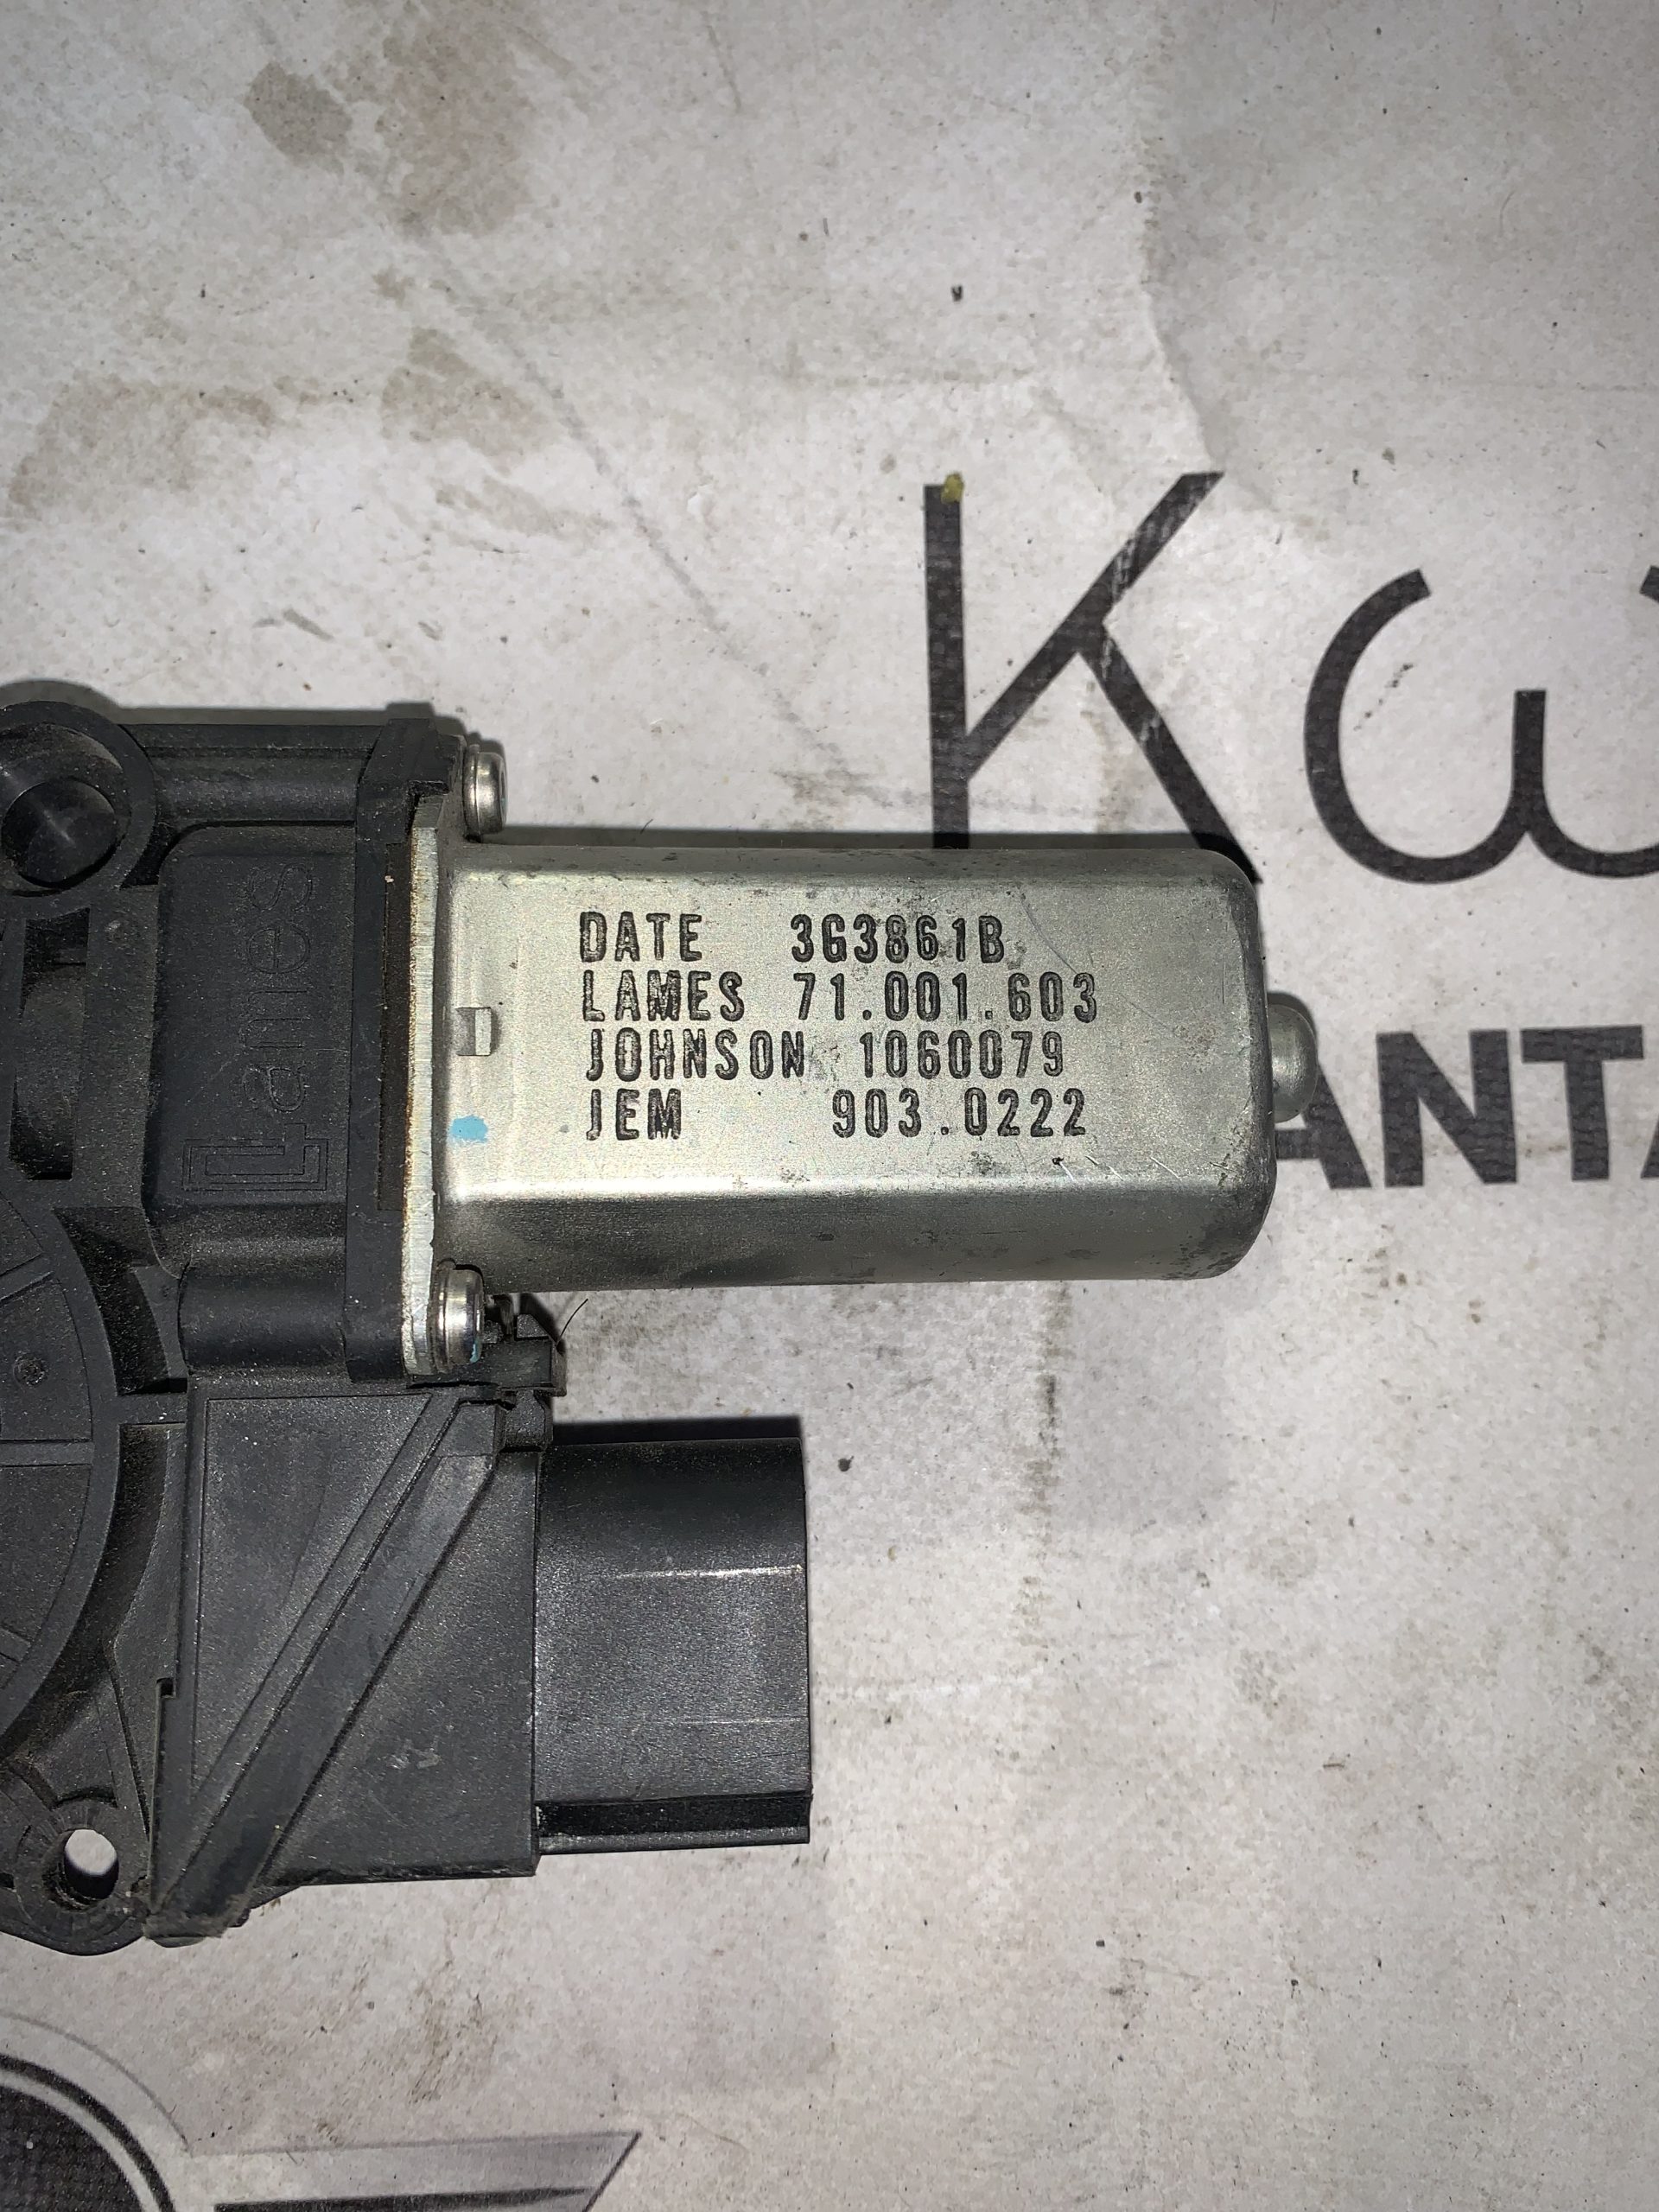 DATE 3G3861B
LAMES 71.001.603
JOHNSON 1060079
JEM 903.0222
Lames